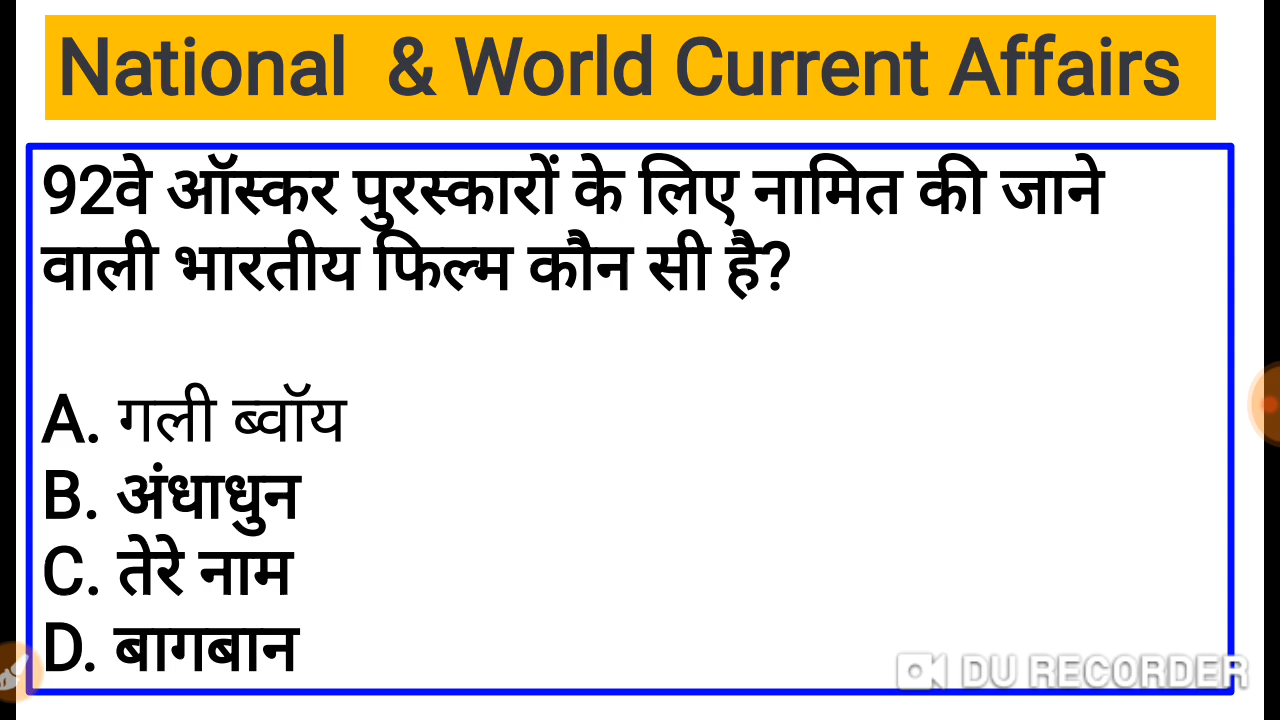 National & World Current Affairs
92वे ऑस्कर पुरस्कारों के लिए नामित की जाने
वाली भारतीय फिल्म कौन सी है?
A. गली ब्वॉय
B. अंधाधुन
C. तेरे नाम
D. बागबान
DU RECORDER